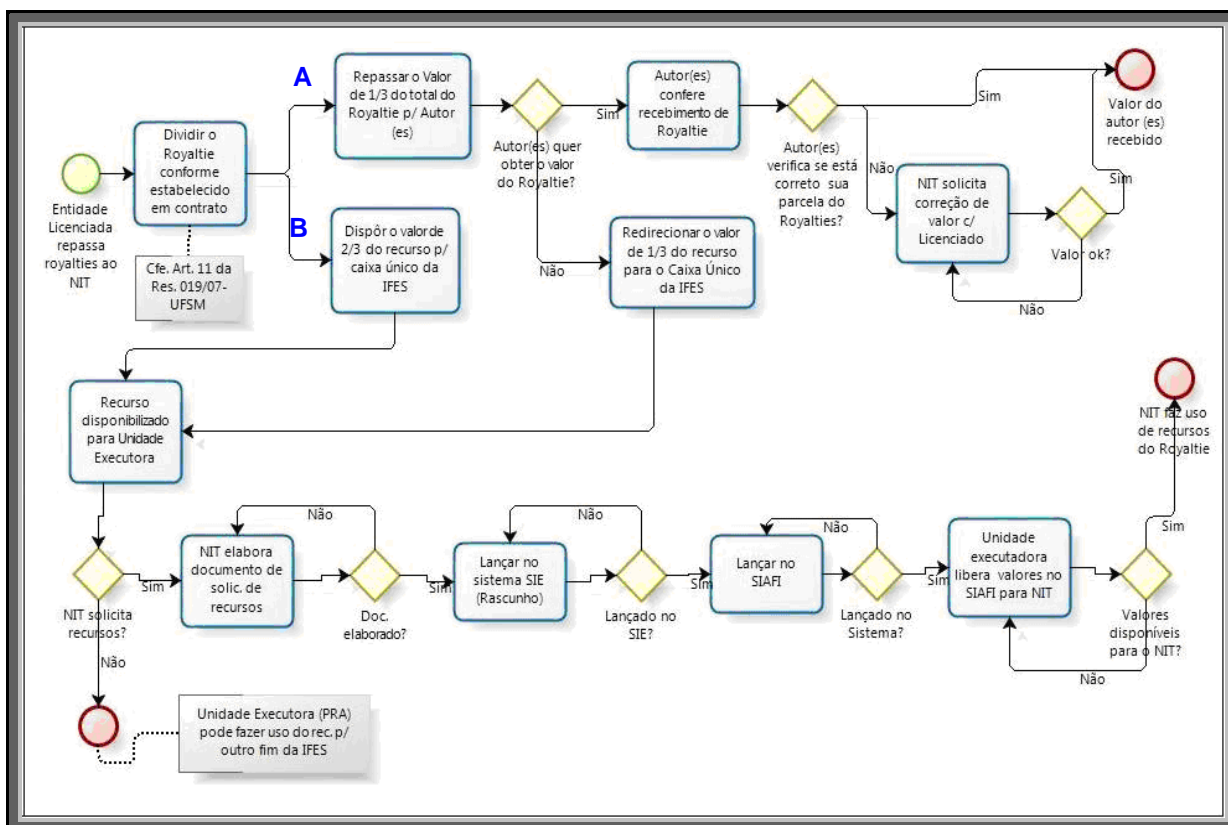 A
Repassar o Valor
de 1/3 do total do
Royaltie p/ Autor
(es)
Sim
Autor(es) quer
obter o valor
do Royaltie?
Autor(es)
confere
recebimento de
Royaltie
Autor(es)
verifica se está
correto sua
parcela do
Royalties?
Sim
Valor do
autor (es)
recebido
Não
NIT solicita
correção de
valor c/
Licenciado
Sim
Valor ok?
Não
Entidade
Licenciada
repassa
royalties ao
NIT
Dividir o
Royaltie
conforme
estabelecido
em contrato
Cfe. Art. 11 da
Res. 019/07-
UFSM
B
Dispôr o valor de
2/3 do recurso p/
caixa único da
IFES
Não
Redirecionar o valor
de 1/3 do recurso
para o Caixa Único
da IFES
Recurso
disponibilizado
para Unidade
Executora
NIT solicita
recursos?
Sim
Não
NIT elabora
documento de
solic. de
recursos
Não
Doc.
elaborado?
Sim
Lançar no
sistema SIE
(Rascunho)
Não
Lançado no
SIE?
Sim
Lançar no
SIAFI
Não
Lançado no
Sistema?
Sim
Unidade
executadora
libera valores no
SIAFI para NIT
Não
Valores
disponíveis
para o NIT?
Sim
NIT faz uso
de recursos
do Royaltie
Unidade Executora (PRA)
pode fazer uso do rec. p/
outro fim da IFES